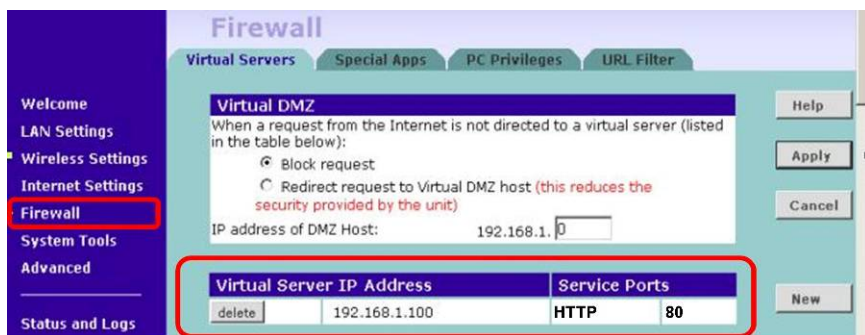 Firewall
Virtual Servers Special Apps PC Privileges URL Filter
Welcome
LAN Settings
Wireless Settings
Internet Settings
Firewall
System Tools
Advanced
Status and Logs
Virtual DMZ
When a request from the Internet is not directed to a virtual server (listed
in the table below):
Block request
Redirect request to Virtual DMZ host (this reduces the
security provided by the unit)
IP address of DMZ Host: 192.168.1. 0
Virtual Server IP Address Service Ports
delete 192.168.1.100 HTTP 80
Help
Apply
Cancel
New